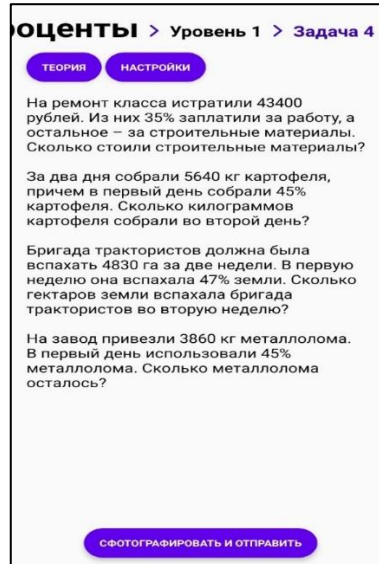 роценты > Уровень 1 > Задача 4
ТЕОРИЯ НАСТРОЙКИ
На ремонт класса истратили 43400
рублей. Из них 35% заплатили за работу, а
остальное – за строительные материалы.
Сколько стоили строительные материалы?
За два дня собрали 5640 кг картофеля,
причем в первый день собрали 45%
картофеля. Сколько килограммов
картофеля собрали во второй день?
Бригада трактористов должна была
вспахать 4830 га за две недели. В первую
неделю она вспахала 47% земли. Сколько
гектаров земли вспахала бригада
трактористов во вторую неделю?
На завод привезли 3860 кг металлолома.
В первый день использовали 45%
металлолома. Сколько металлолома
осталось?
СФОТОГРАФИРОВАТЬ И ОТПРАВИТЬ